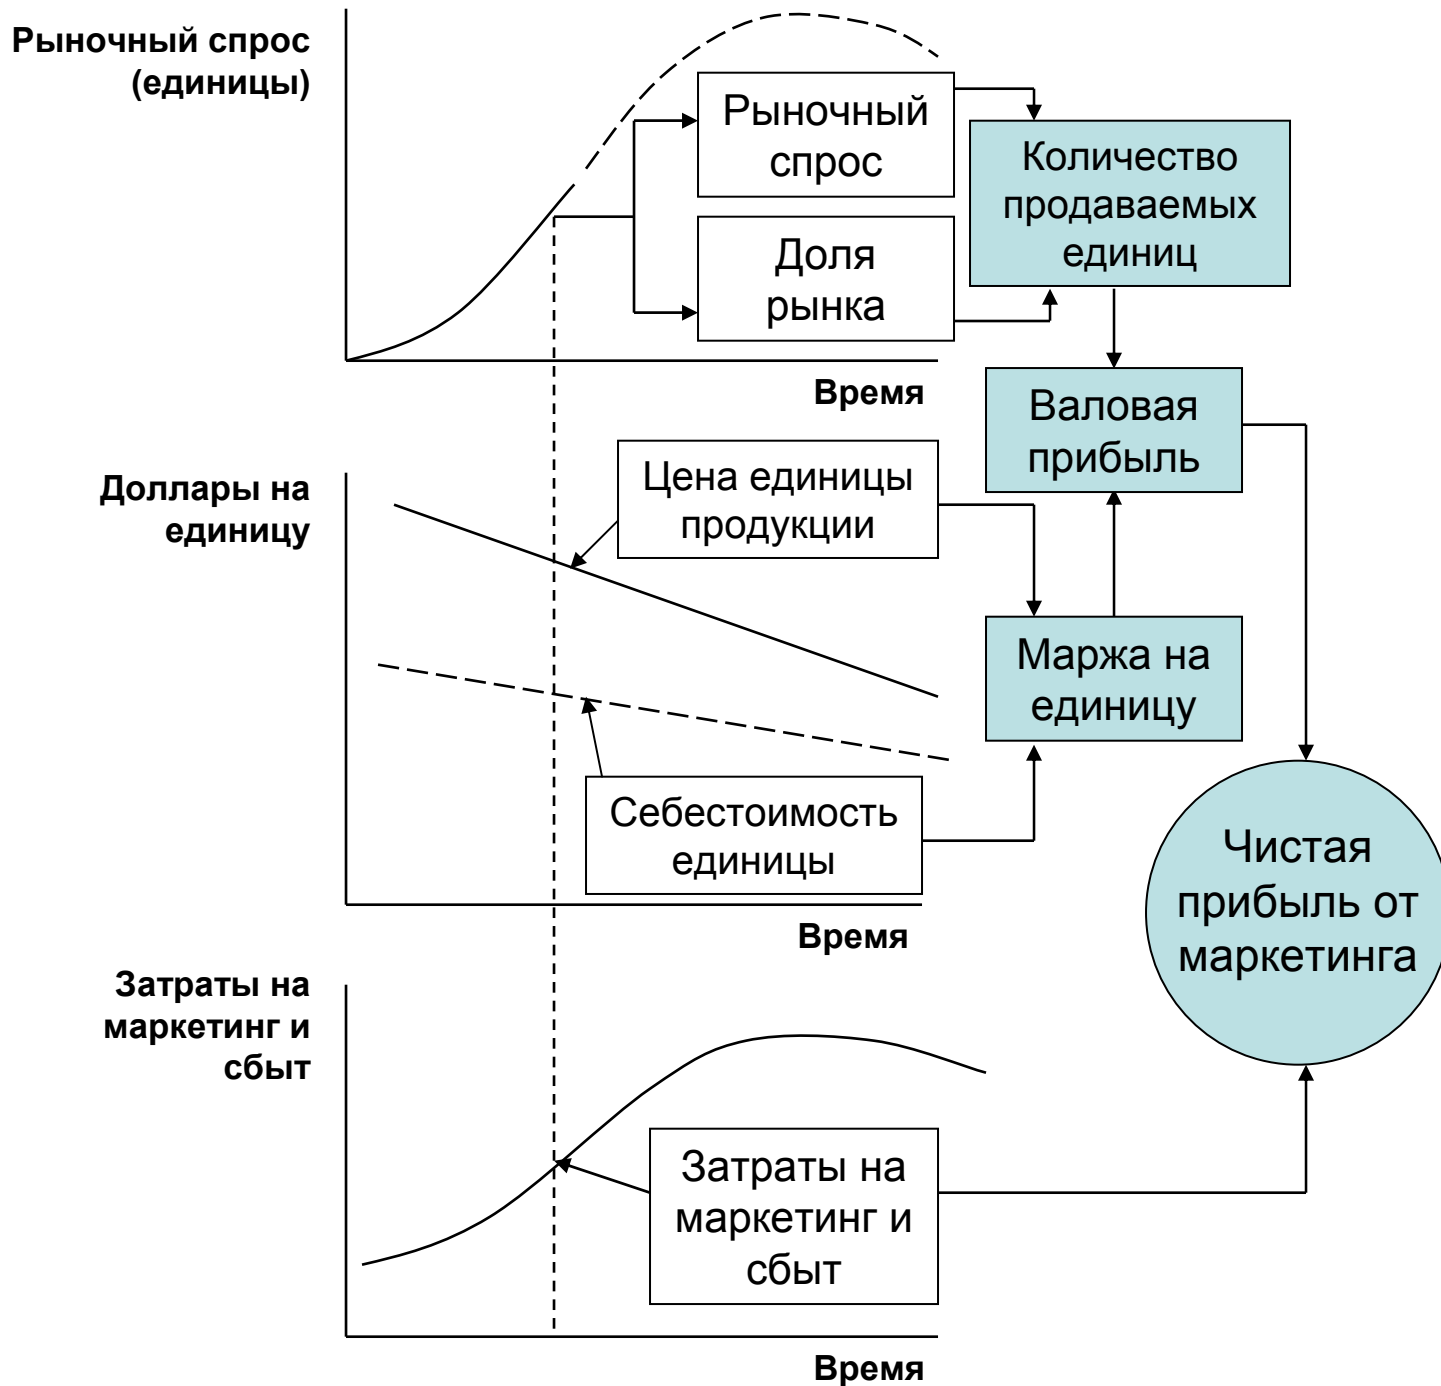 Рыночный спрос
(единицы)
Рыночный
спрос
Количество
продаваемых
единиц
Доля
рынка
Время
Валовая
прибыль
Доллары на
единицу
Цена единицы
продукции
Маржа на
единицу
Себестоимость
единицы
Чистая
прибыль от
маркетинга
Время
Затраты на
маркетинг и
сбыт
Затраты на
маркетинг и
сбыт
Время